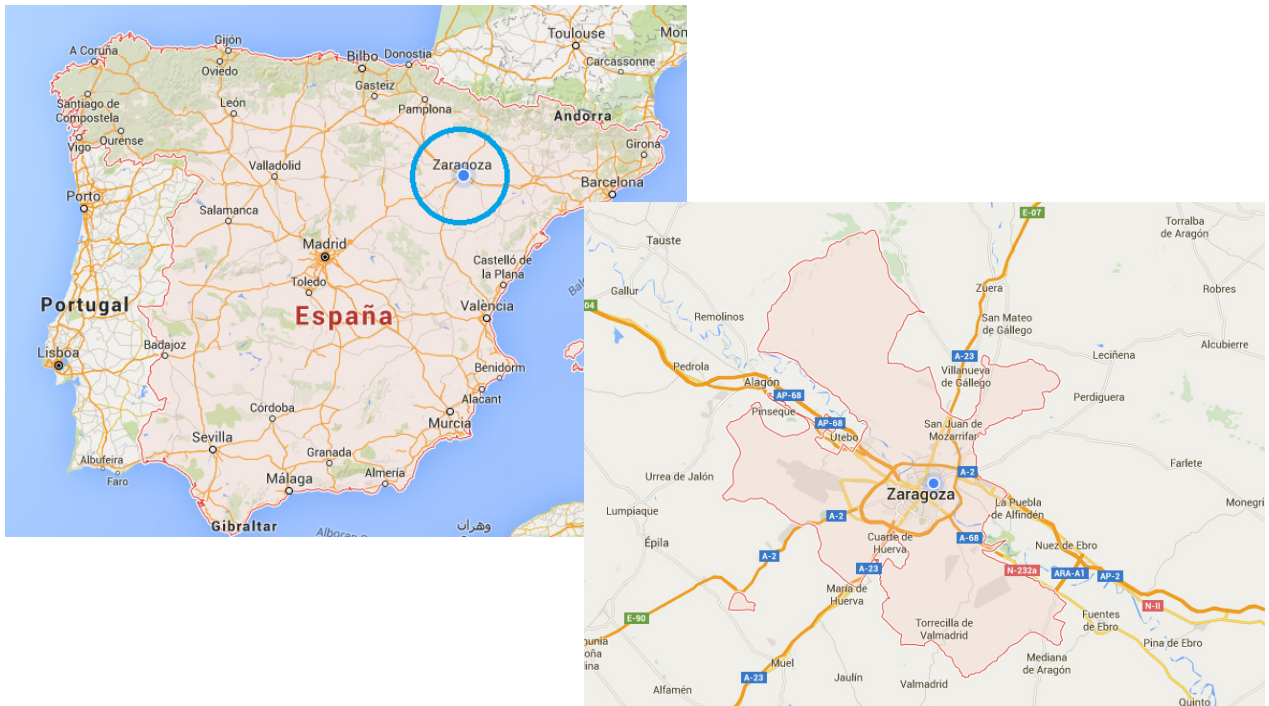 Toulouse
Mon
Gijón
A Coruña
Oviedo
Bilbo
Donostia
Carcassonne
Gasteiz
Pamplona
Santiago de
Compostela
León
Andorra
Vigo
Ourense
Girona
Valladolid
Zaragoza
Barcelona
Porto
Salamanca
Madrid
Castelló de
la Plana
Toledo
Bal
Portugal
España
València
Lisboa
Badajoz
Benidorm
Alacant
Córdoba
Murcia
Sevilla
Granada
Albufeira
Faro
Málaga
Almería
Gibraltar
Alboran
وهران
E-07
Torralba
de Aragón
Tauste
Gallur
Zuera
Robres
04
Remolinos
San Mateo
de Gállego
Alcubierre
A-23
Leciñena
Pedrola
Villanueva
de Gállego
Alagón
AP-68
Perdiguera
Pinseque
AP-68
Utebo
San Juan de
Mozarrifar
Farlete
A-2
Urrea de Jalón
Zaragoza
La Puebla
de Alfindén
Monegri
Lumpiaque
A-2
Épila
Cuarte de
Huerva
A-68
Nuez de Ebro
A-2
A-23
N-232a
ARA-A1
AP-2
María de
Huerva
N-II
E-90
Torrecilla de
Valmadrid
Fuentes
de Ebro
Pina de Ebro
Muel
Mediana
de Aragón
A-23
Jaulín
Valmadrid
Alfamén
Quinto